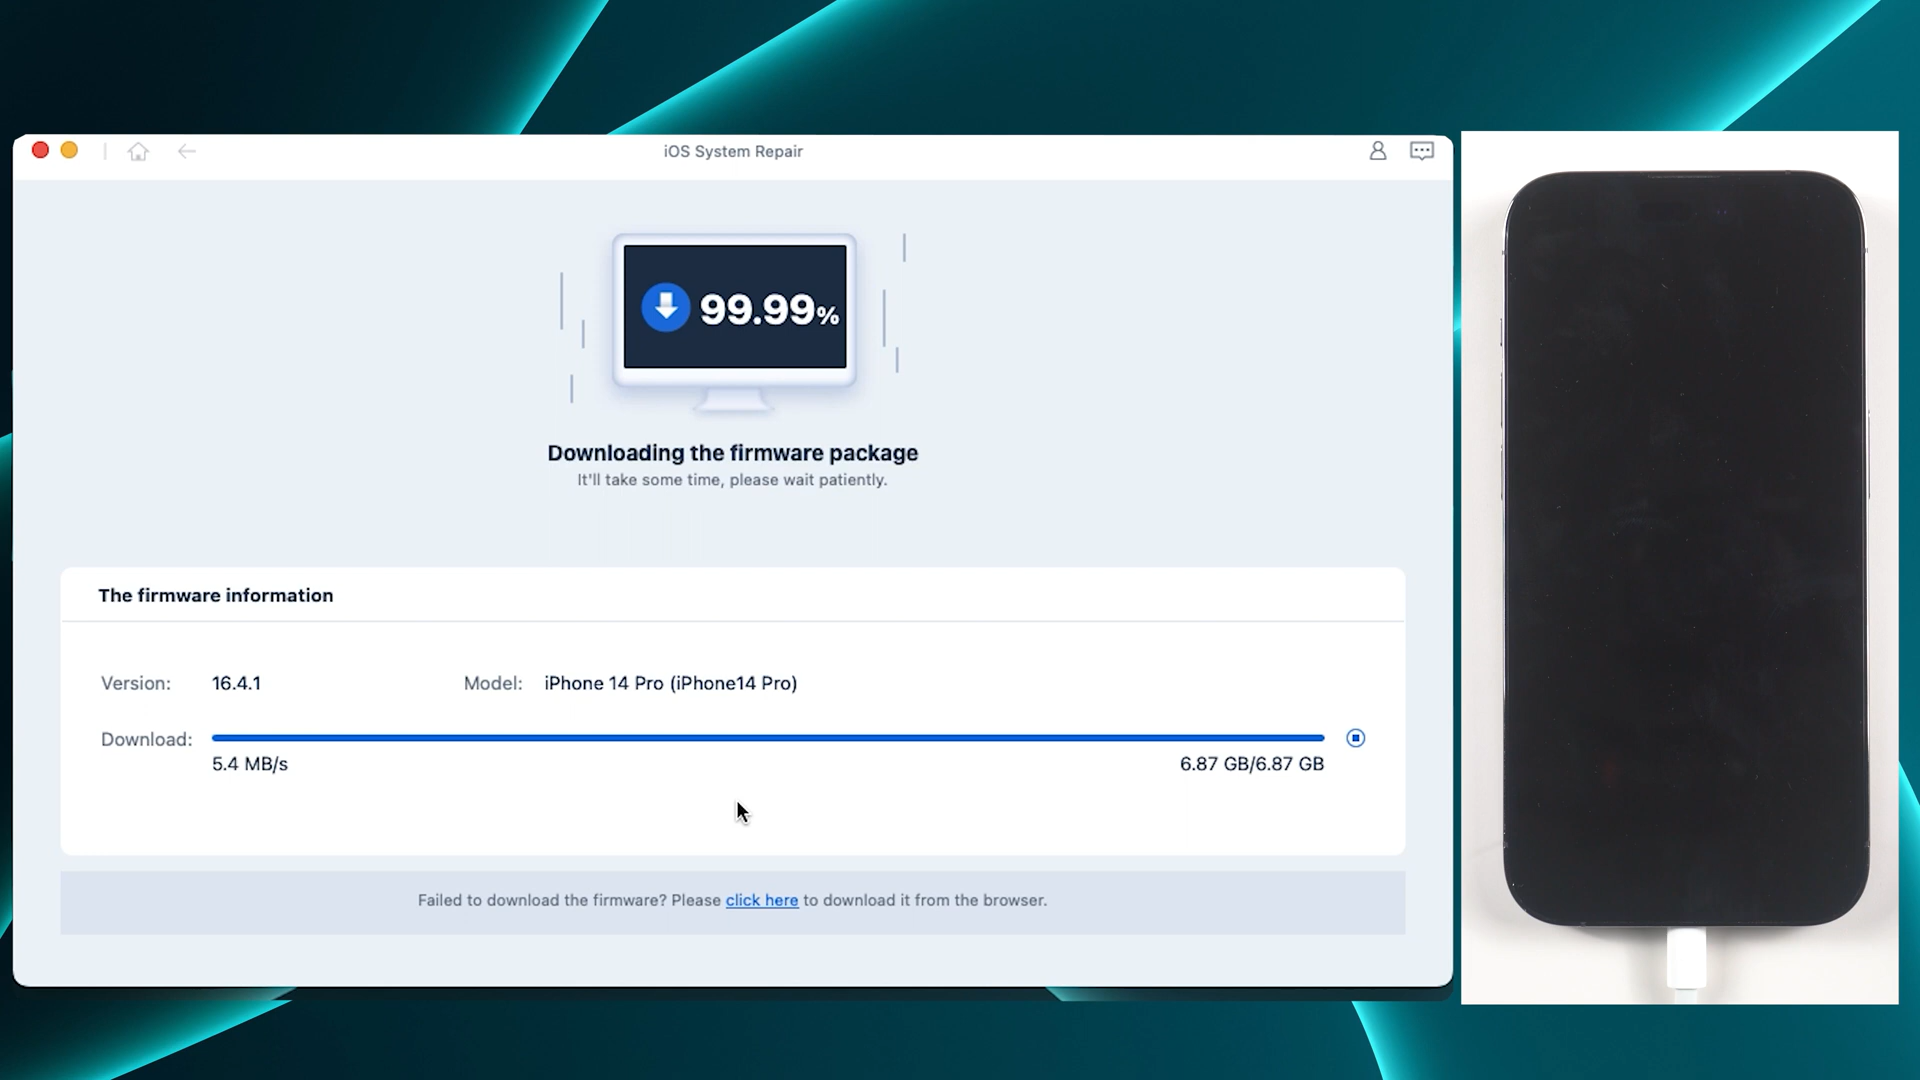 iOS System Repair
99.99%
Downloading the firmware package
It'll take some time, please wait patiently.
The firmware information
Version: 16.4.1 Model: iPhone 14 Pro (iPhone14 Pro)
Download:
5.4 MB/s 6.87 GB/6.87 GB
Failed to download the firmware? Please click here to download it from the browser.